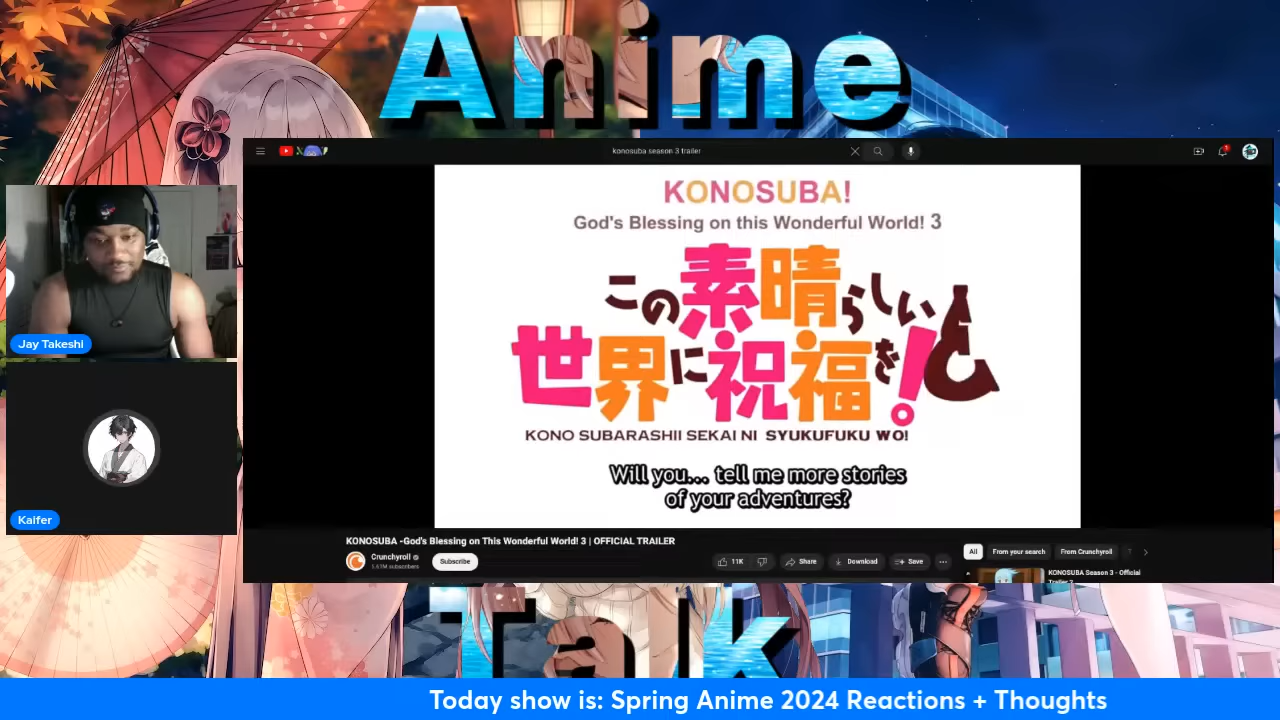 Anime
konosuba season 3 trailer
KONOSUBA!
God's Blessing on this Wonderful World! 3
この素晴らしい
世界に祝福を!
KONO SUBARASHII SEKAI NI SYUKUFUKU WO!
Will you... tell me more stories
of your adventures?
Jay Takeshi
Kaifer
KONOSUBA -God's Blessing on This Wonderful World! 3 | OFFICIAL TRAILER
Crunchyroll
Subscribe
11K
Share
Download
Save
All
From your search
From Crunchyroll
KONOSUBA Season 3 - Official
Trailer 2
Talk
Today show is: Spring Anime 2024 Reactions + Thoughts